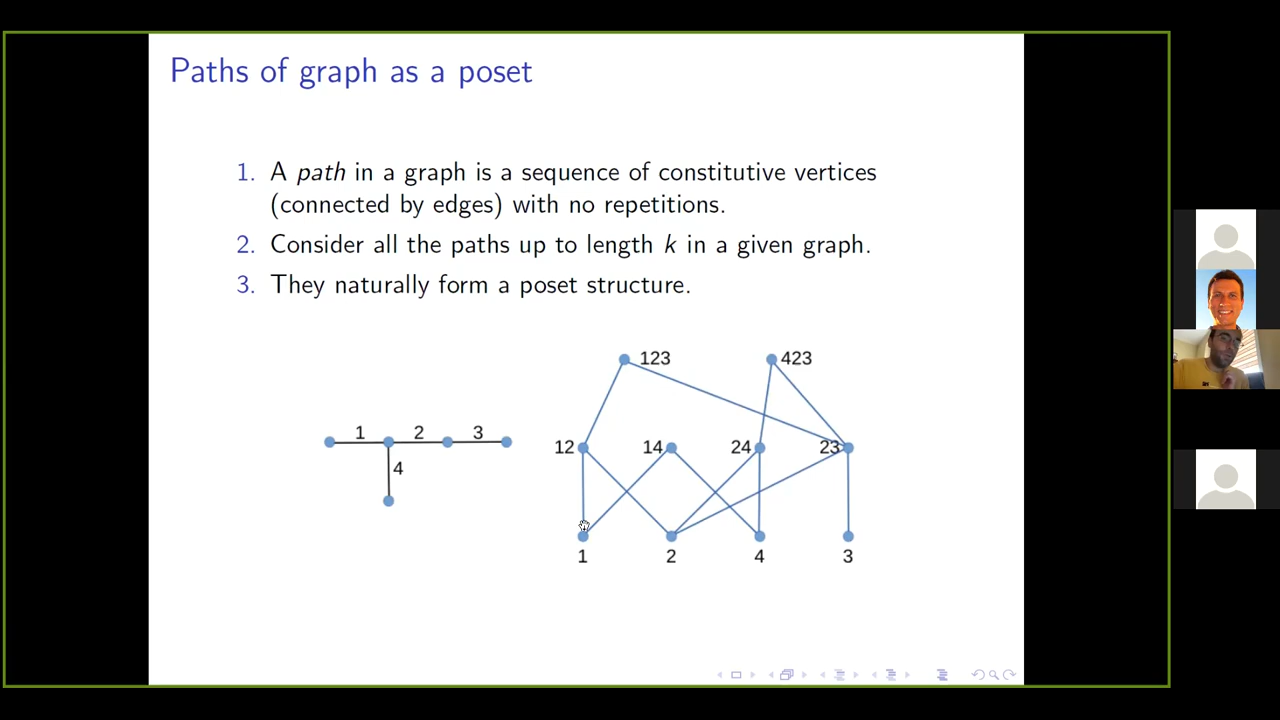 Paths of graph as a poset
1. A path in a graph is a sequence of constitutive vertices
(connected by edges) with no repetitions.
2. Consider all the paths up to length k in a given graph.
3. They naturally form a poset structure.
123
423
1
2
3
4
12
14
24
23
1
2
4
3